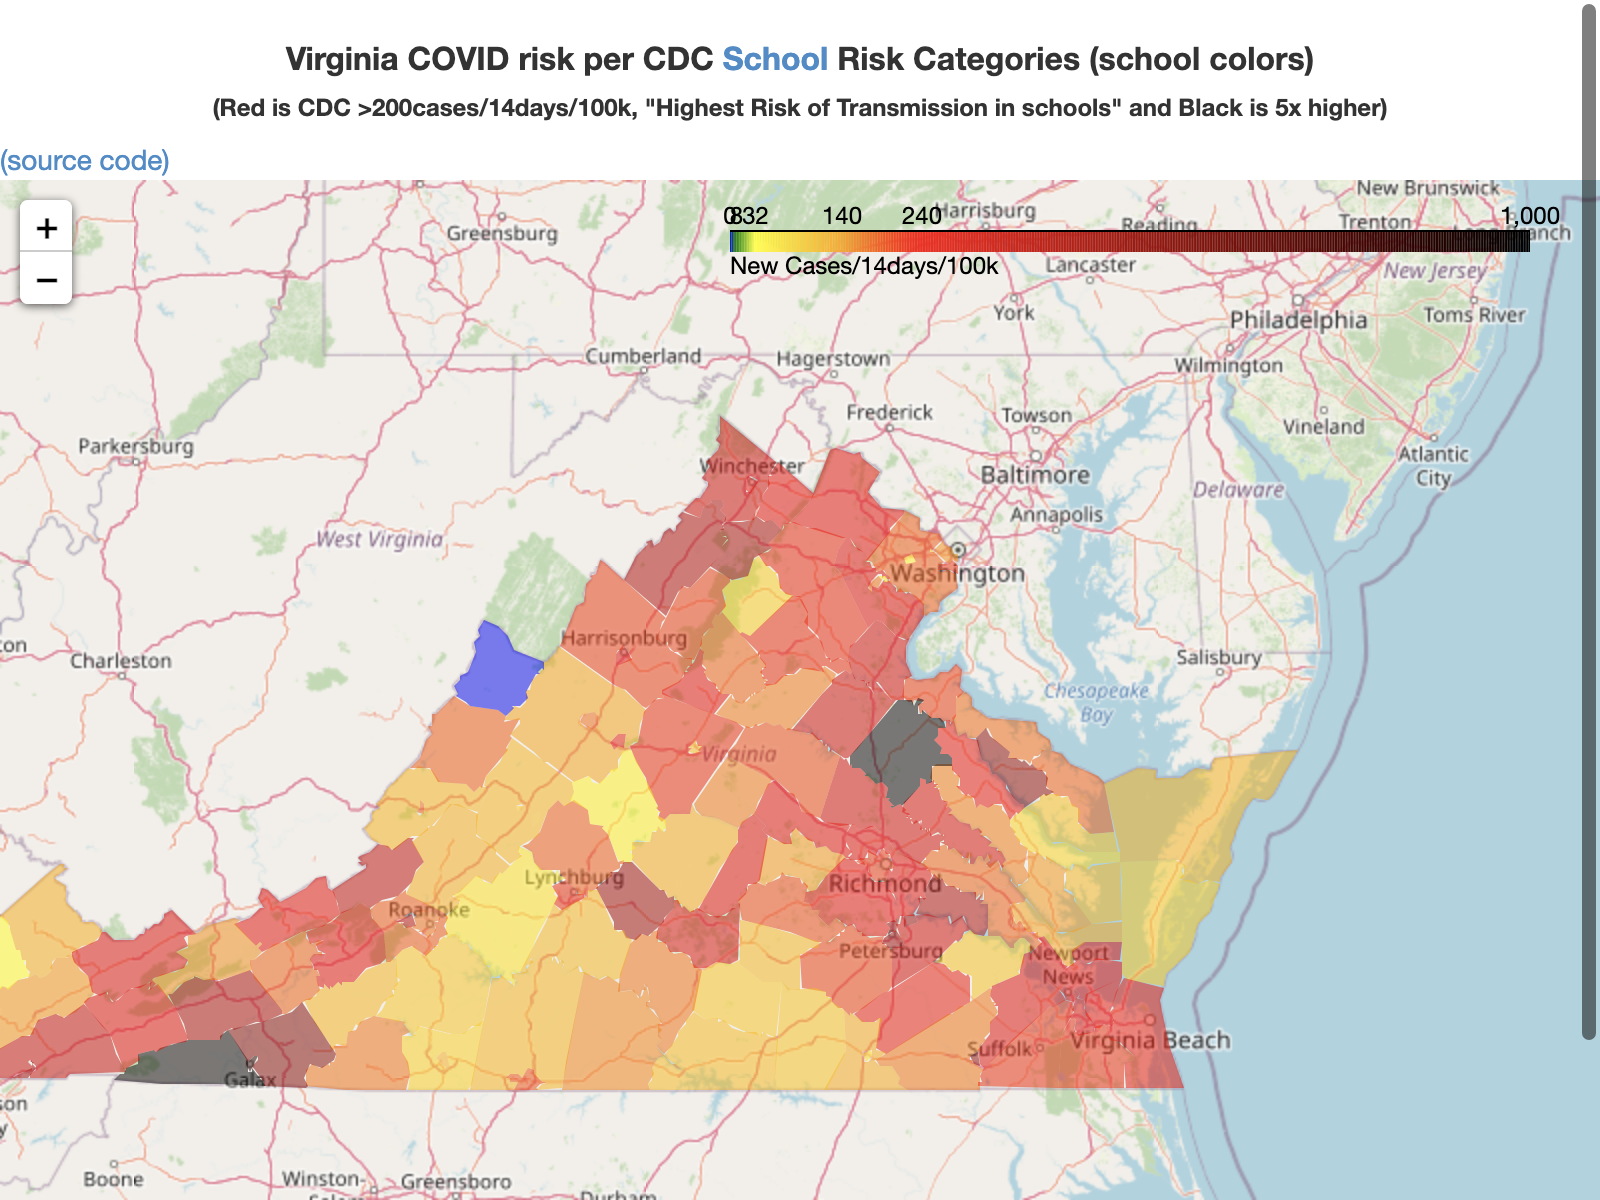 Virginia COVID risk per CDC School Risk Categories (school colors)
(Red is CDC >200cases/14days/100k, "Highest Risk of Transmission in schools" and Black is 5x higher)
(source code)
+
−
0 8 32 140 240 1,000
New Cases/14days/100k
New Brunswick
Harrisburg
Reading
Trenton
Greensburg
Lancaster
New Jersey
York
Philadelphia
Toms River
Cumberland
Hagerstown
Wilmington
Frederick
Towson
Vineland
Parkersburg
Winchester
Baltimore
Atlantic
City
Delaware
Annapolis
West Virginia
Washington
Harrisonburg
Charleston
Salisbury
Chesapeake
Bay
Virginia
Lynchburg
Richmond
Roanoke
Petersburg
Newport
News
Virginia Beach
Suffolk
Galax
Boone
Winston-
Greensboro
Durham